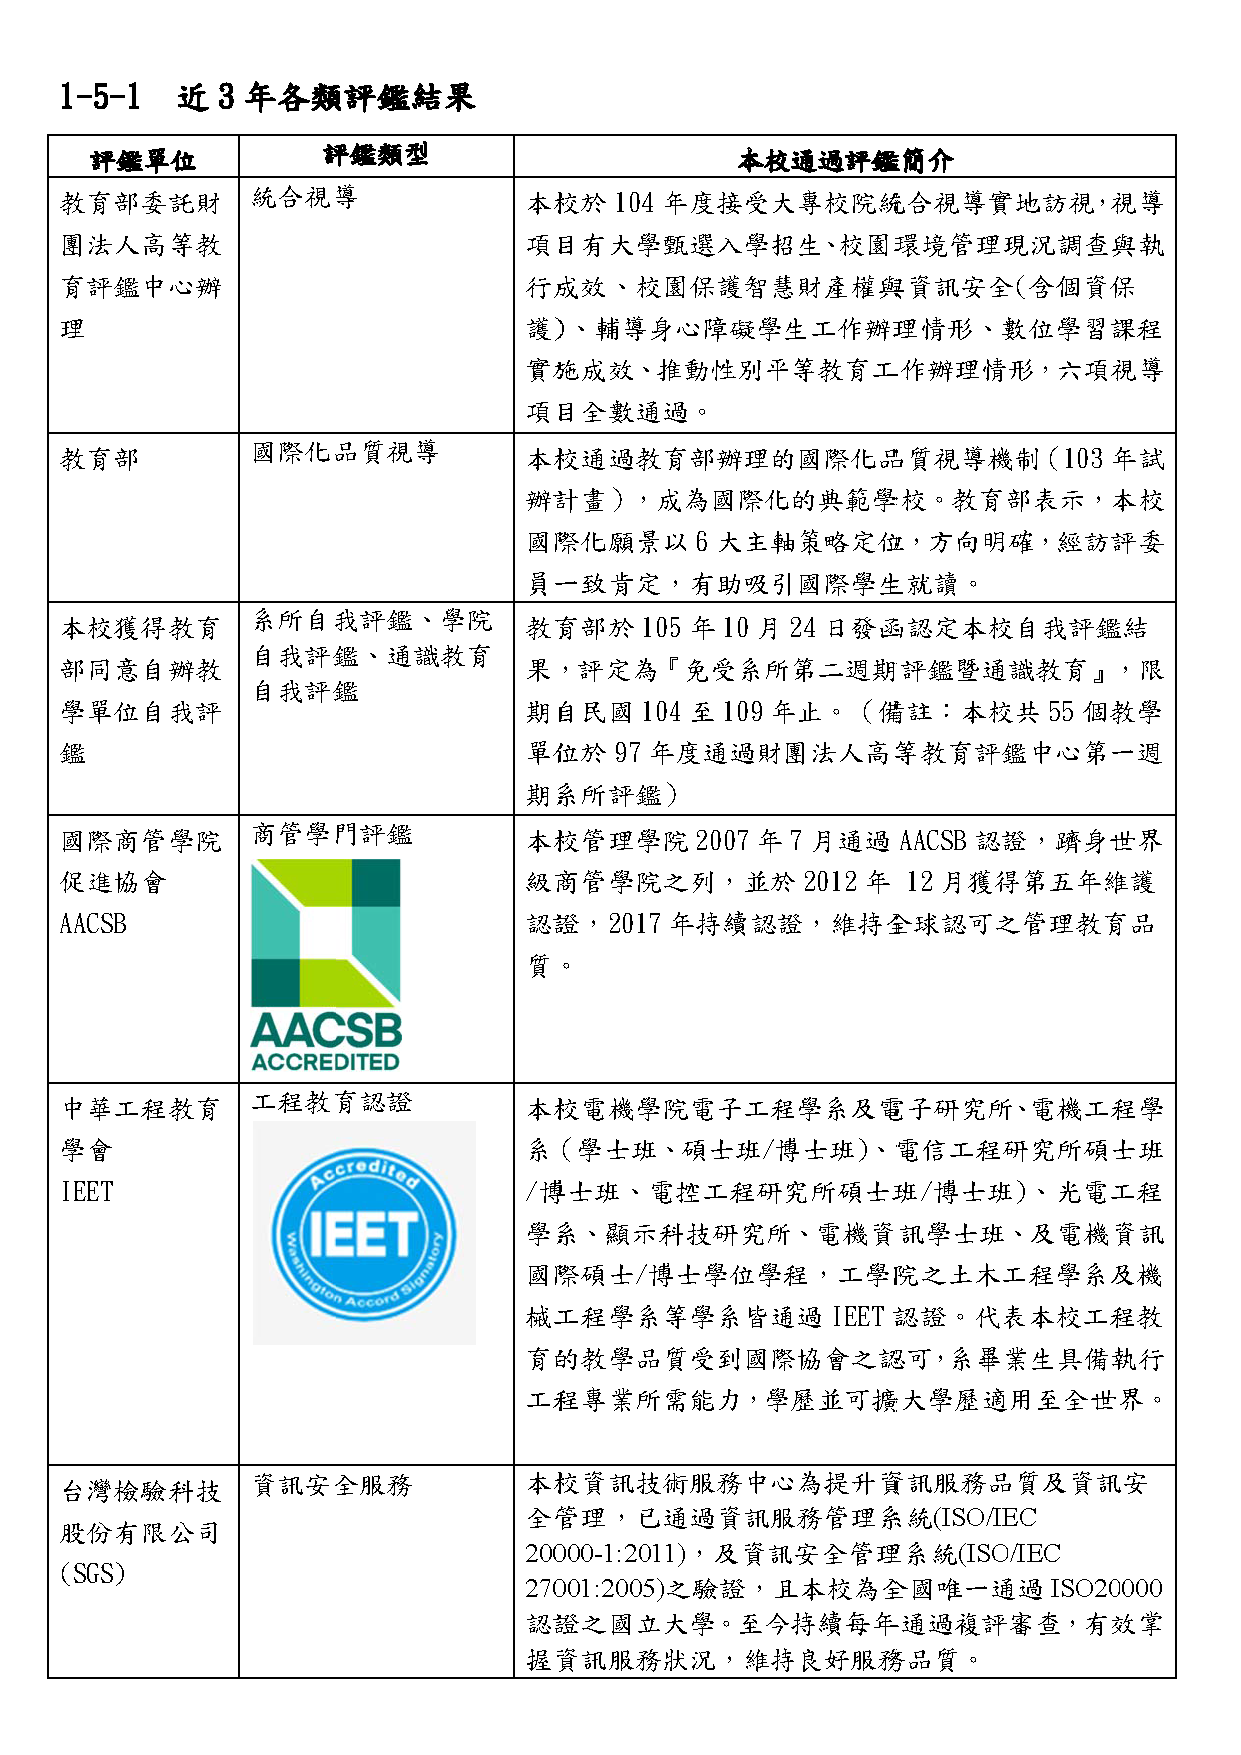 1-5-1 近3年各類評鑑結果
評鑑單位
評鑑類型
本校通過評鑑簡介
教育部委託財
團法人高等教
育評鑑中心辦
理
統合視導
本校於 104 年度接受大專校院統合視導實地訪視，視導
項目有大學甄選入學招生、校園環境管理現況調查與執
行成效、校園保護智慧財產權與資訊安全(含個資保
護)、輔導身心障礙學生工作辦理情形、數位學習課程
實施成效、推動性別平等教育工作辦理情形，六項視導
項目全數通過。
教育部
國際化品質視導
本校通過教育部辦理的國際化品質視導機制（103 年試
辦計畫），成為國際化的典範學校。教育部表示，本校
國際化願景以 6 大主軸策略定位，方向明確，經訪評委
員一致肯定，有助吸引國際學生就讀。
本校獲得教育
部同意自辦教
學單位自我評
鑑
系所自我評鑑、學院
自我評鑑、通識教育
自我評鑑
教育部於 105 年 10 月 24 日發函認定本校自我評鑑結
果，評定為『免受系所第二週期評鑑暨通識教育』，限
期自民國 104 至 109 年止。（備註：本校共 55 個教學
單位於 97 年度通過財團法人高等教育評鑑中心第一週
期系所評鑑）
國際商管學院
促進協會
AACSB
商管學門評鑑
AACSB
ACCREDITED
本校管理學院 2007 年 7 月通過 AACSB 認證，躋身世界
級商管學院之列，並於 2012 年 12 月獲得第五年維護
認證，2017 年持續認證，維持全球認可之管理教育品
質。
中華工程教育
學會
IEET
工程教育認證
Accredited
IEET
Washington Accord Signatory
本校電機學院電子工程學系及電子研究所、電機工程學
系（學士班、碩士班/博士班)、電信工程研究所碩士班
/博士班、電控工程研究所碩士班/博士班)、光電工程
學系、顯示科技研究所、電機資訊學士班、及電機資訊
國際碩士/博士學位學程，工學院之土木工程學系及機
械工程學系等學系皆通過 IEET 認證。代表本校工程教
育的教學品質受到國際協會之認可，系畢業生具備執行
工程專業所需能力，學歷並可擴大學歷適用至全世界。
台灣檢驗科技
股份有限公司
(SGS)
資訊安全服務
本校資訊技術服務中心為提升資訊服務品質及資訊安
全管理，已通過資訊服務管理系統(ISO/IEC
20000-1:2011)，及資訊安全管理系統(ISO/IEC
27001:2005)之驗證，且本校為全國唯一通過 ISO20000
認證之國立大學。至今持續每年通過複評審查，有效掌
握資訊服務狀況，維持良好服務品質。